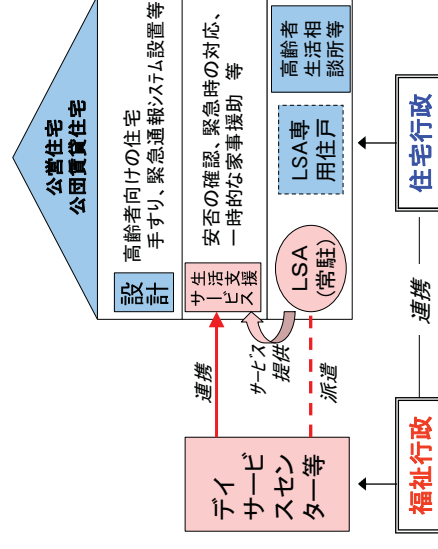 公営住宅
公団賃貸住宅
設
計
高齢者向けの住宅
手すり、緊急通報システム設置等
生活支援
サービス
安否の確認、緊急時の対応、
一時的な家事援助　等
LSA
(常駐)
LSA専
用住戸
高齢者
生活相
談所等
連携
サービス
提供
派遣
デイ
サービ
スセン
ター等
福祉行政
連携
住宅行政